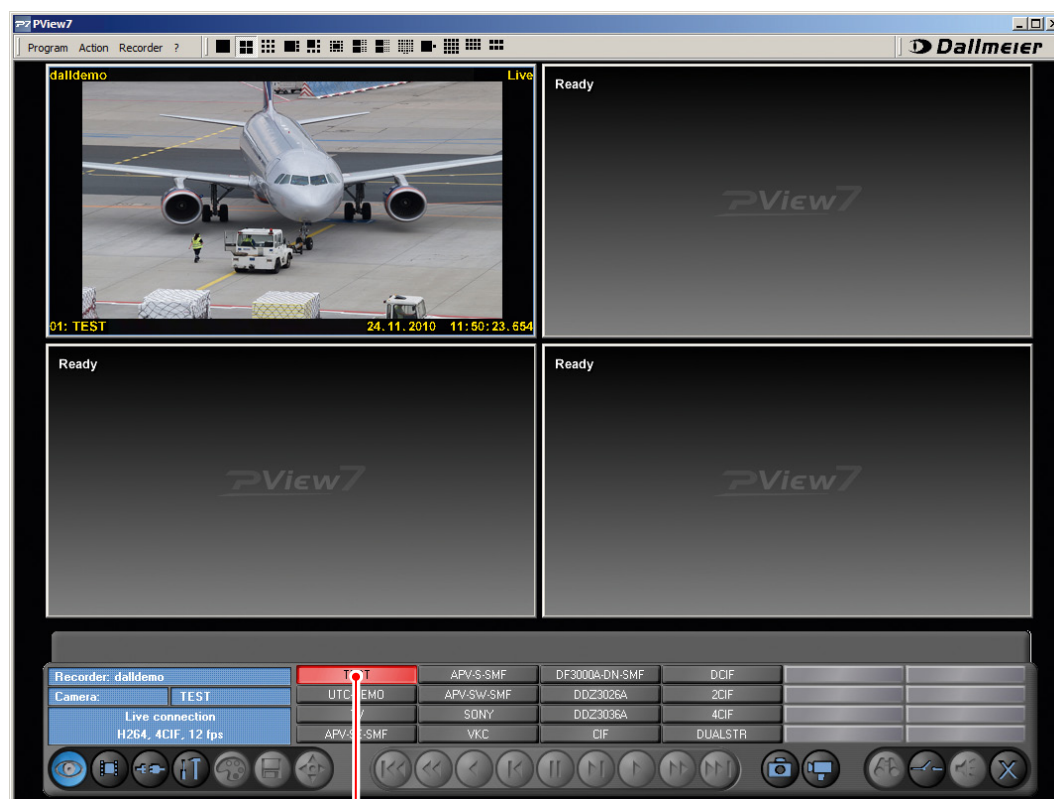 PView7
Program Action Recorder ?
Dallmeier
dalldemo Live
Ready
PView7
01: TEST 24.11.2010 11:50:23.654
Ready
Ready
PView7
PView7
Recorder: dalldemo
Camera: TEST
Live connection
H264, 4CIF, 12 fps
TEST APV-S-SMF DF3000A-DN-SMF DCIF
APV-SW-SMF DDZ3026A 2CIF
SONY DDZ3036A 4CIF
VKC CIF DUALSTR